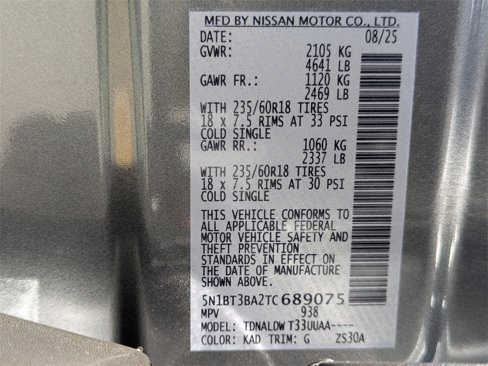 MFD BY NISSAN MOTOR CO., LTD.
DATE: 08/25
GVWR: 2105 KG
4641 LB
GAWR FR.: 1120 KG
2469 LB
WITH 235/60R18 TIRES
18 x 7.5 RIMS AT 33 PSI
COLD SINGLE
GAWR RR.: 1060 KG
2337 LB
WITH 235/60R18 TIRES
18 x 7.5 RIMS AT 30 PSI
COLD SINGLE
THIS VEHICLE CONFORMS TO
ALL APPLICABLE FEDERAL
MOTOR VEHICLE SAFETY AND
THEFT PREVENTION
STANDARDS IN EFFECT ON
THE DATE OF MANUFACTURE
SHOWN ABOVE.
5N1BT3BA2TC689075
MPV 938
MODEL: TDNALDW T33UUAA----
COLOR: KAD TRIM: G ZS30A